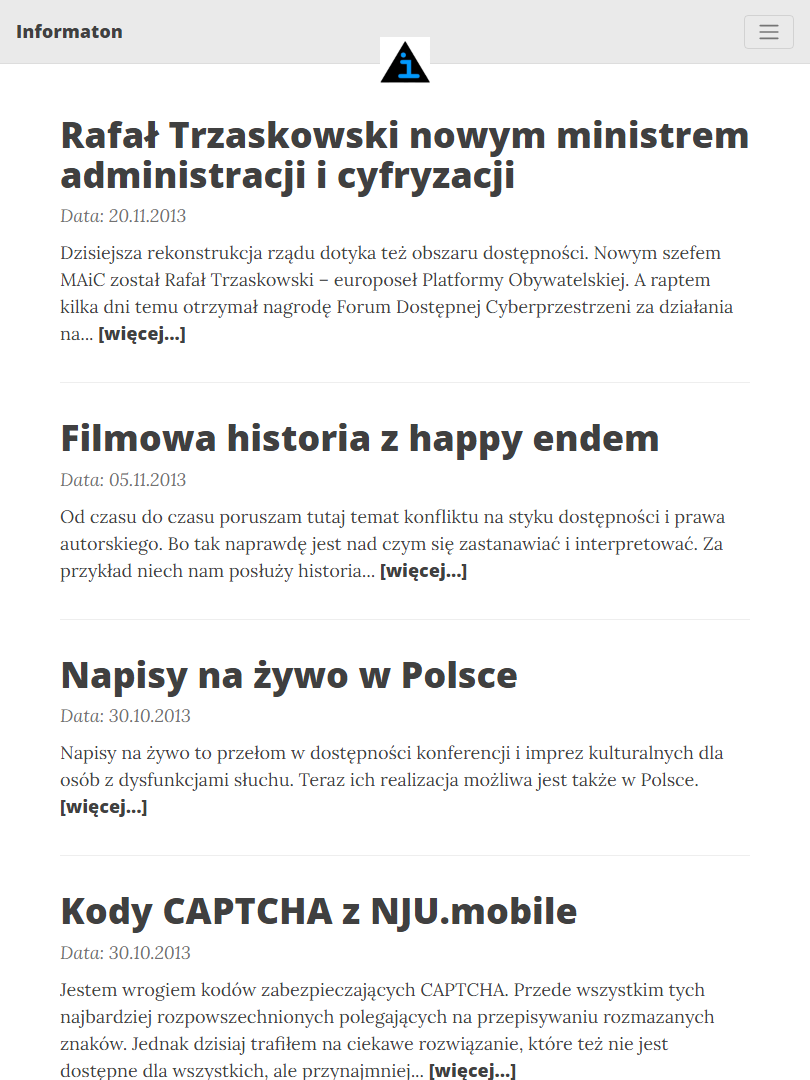 Informaton
i
Rafał Trzaskowski nowym ministrem
administracji i cyfryzacji
Data: 20.11.2013
Dzisiejsza rekonstrukcja rządu dotyka też obszaru dostępności. Nowym szefem
MAiC został Rafał Trzaskowski – europoseł Platformy Obywatelskiej. A raptem
kilka dni temu otrzymał nagrodę Forum Dostępnej Cyberprzestrzeni za działania
na... [więcej...]
Filmowa historia z happy endem
Data: 05.11.2013
Od czasu do czasu poruszam tutaj temat konfliktu na styku dostępności i prawa
autorskiego. Bo tak naprawdę jest nad czym się zastanawiać i interpretować. Za
przykład niech nam posłuży historia... [więcej...]
Napisy na żywo w Polsce
Data: 30.10.2013
Napisy na żywo to przełom w dostępności konferencji i imprez kulturalnych dla
osób z dysfunkcjami słuchu. Teraz ich realizacja możliwa jest także w Polsce.
[więcej...]
Kody CAPTCHA z NJU.mobile
Data: 30.10.2013
Jestem wrogiem kodów zabezpieczających CAPTCHA. Przede wszystkim tych
najbardziej rozpowszechnionych polegających na przepisywaniu rozmazanych
znaków. Jednak dzisiaj trafiłem na ciekawe rozwiązanie, które też nie jest
dostępne dla wszystkich, ale przynajmniej... [więcej...]